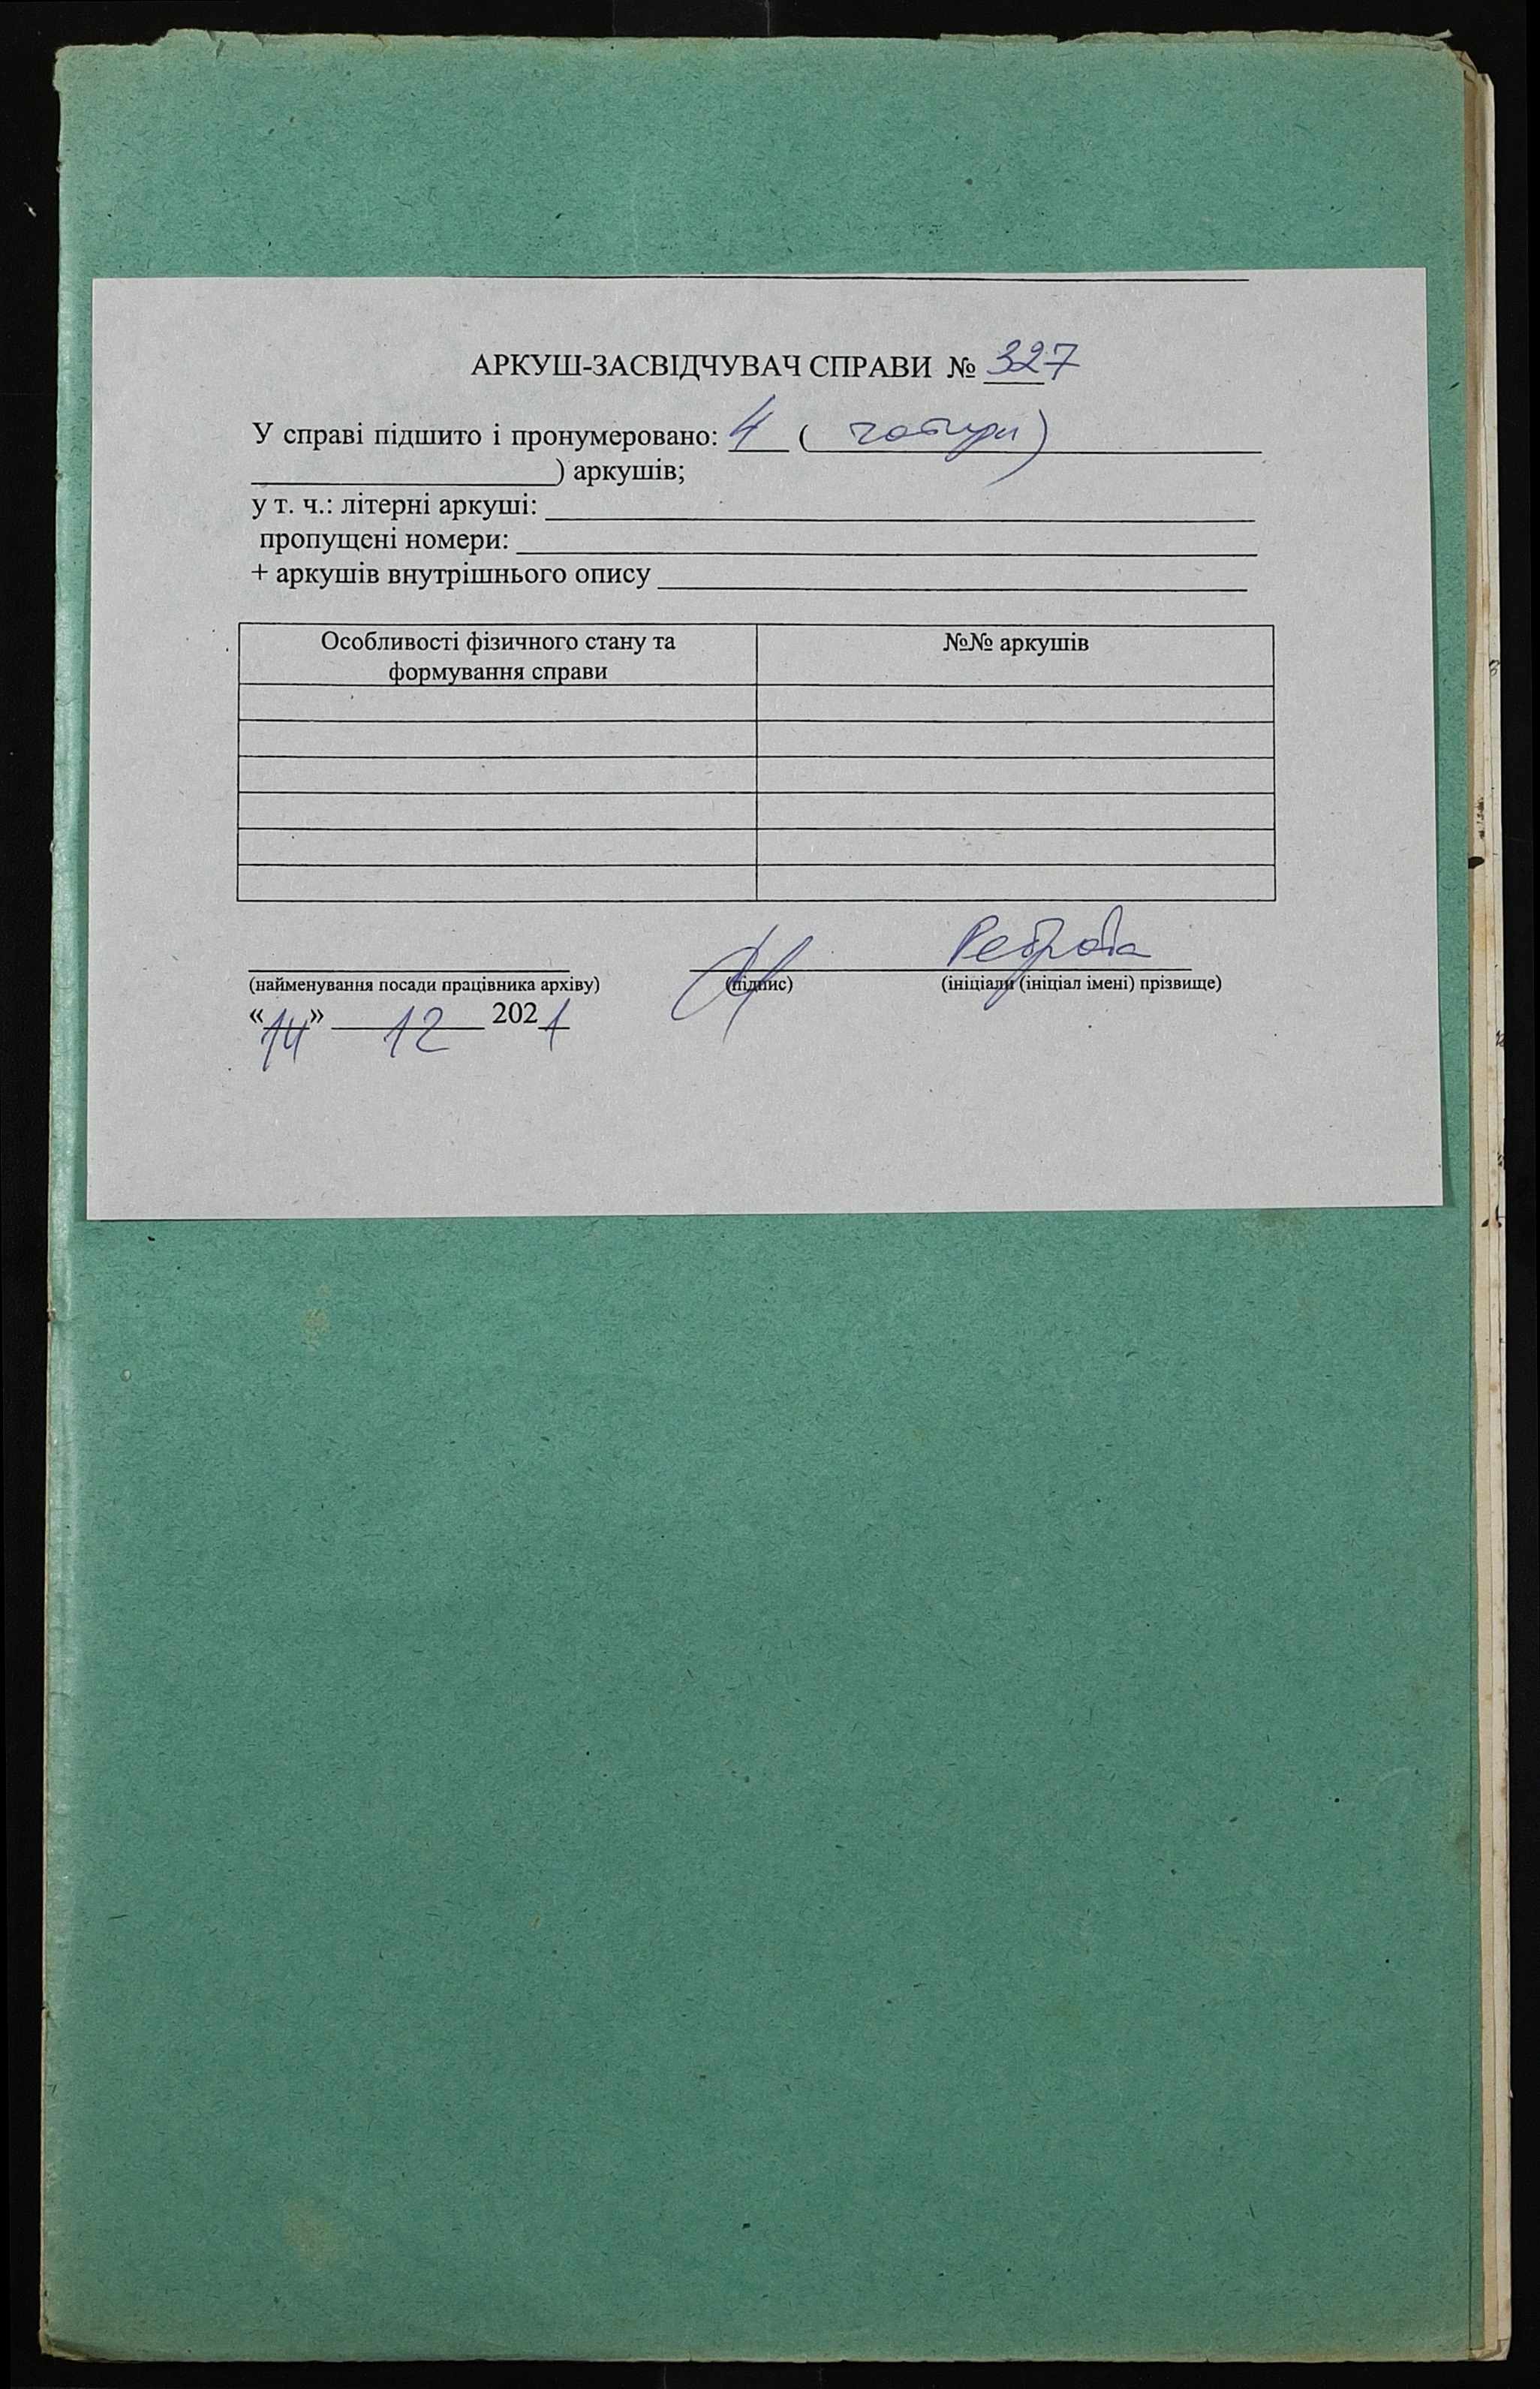 АРКУШ-ЗАСВІДЧУВАЧ СПРАВИ № 327
У справі підшито і пронумеровано: 4 ( чотири)
) аркушів;
у т. ч.: літерні аркуші:
пропущені номери:
+ аркушів внутрішнього опису
Особливості фізичного стану та формування справи
№№ аркушів
Реброва
(найменування посади працівника архіву) (підпис) (ініціали (ініціал імені) прізвище)
«14» 12 2021